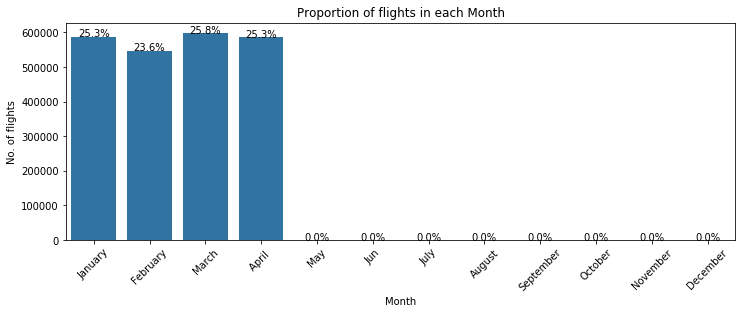 Proportion of flights in each Month
No. of flights
600000
500000
400000
300000
200000
100000
0
25.3%
23.6%
25.8%
25.3%
0.0%
0.0%
0.0%
0.0%
0.0%
0.0%
0.0%
0.0%
January
February
March
April
May
Jun
July
August
September
October
November
December
Month